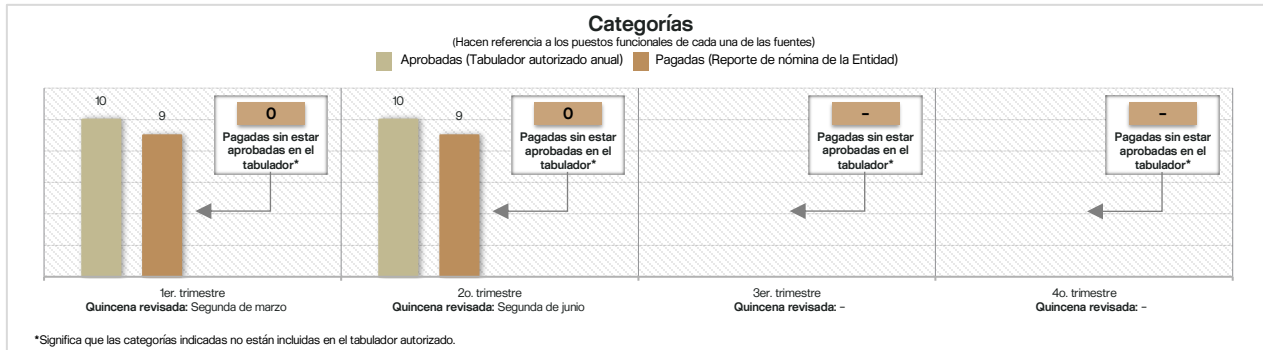 Categorías
(Hacen referencia a los puestos funcionales de cada una de las fuentes)
Aprobadas (Tabulador autorizado anual) Pagadas (Reporte de nómina de la Entidad)
10
9
0
Pagadas sin estar
aprobadas en el
tabulador*
10
9
0
Pagadas sin estar
aprobadas en el
tabulador*
-
Pagadas sin estar
aprobadas en el
tabulador*
-
Pagadas sin estar
aprobadas en el
tabulador*
1er. trimestre
Quincena revisada: Segunda de marzo
2o. trimestre
Quincena revisada: Segunda de junio
3er. trimestre
Quincena revisada: -
4o. trimestre
Quincena revisada: -
*Significa que las categorías indicadas no están incluidas en el tabulador autorizado.